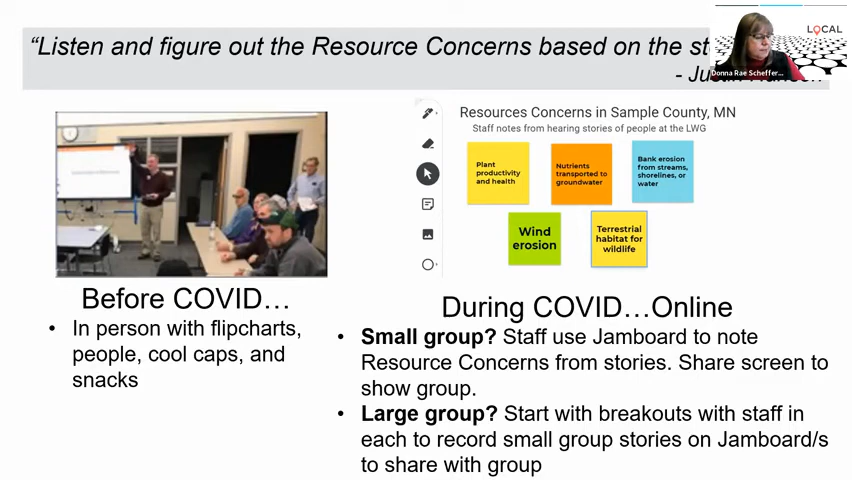 “Listen and figure out the Resource Concerns based on the
LOCAL
Donna Rae Scheffer...
Resources Concerns in Sample County, MN
Staff notes from hearing stories of people at the LWG
Plant
productivity
and health
Nutrients
transported to
groundwater
Bank erosion
from streams,
shorelines, or
water
Wind
erosion
Terrestrial
habitat for
wildlife
Before COVID…
• In person with flipcharts,
people, cool caps, and
snacks
During COVID…Online
• Small group? Staff use Jamboard to note
Resource Concerns from stories. Share screen to
show group.
• Large group? Start with breakouts with staff in
each to record small group stories on Jamboard/s
to share with group